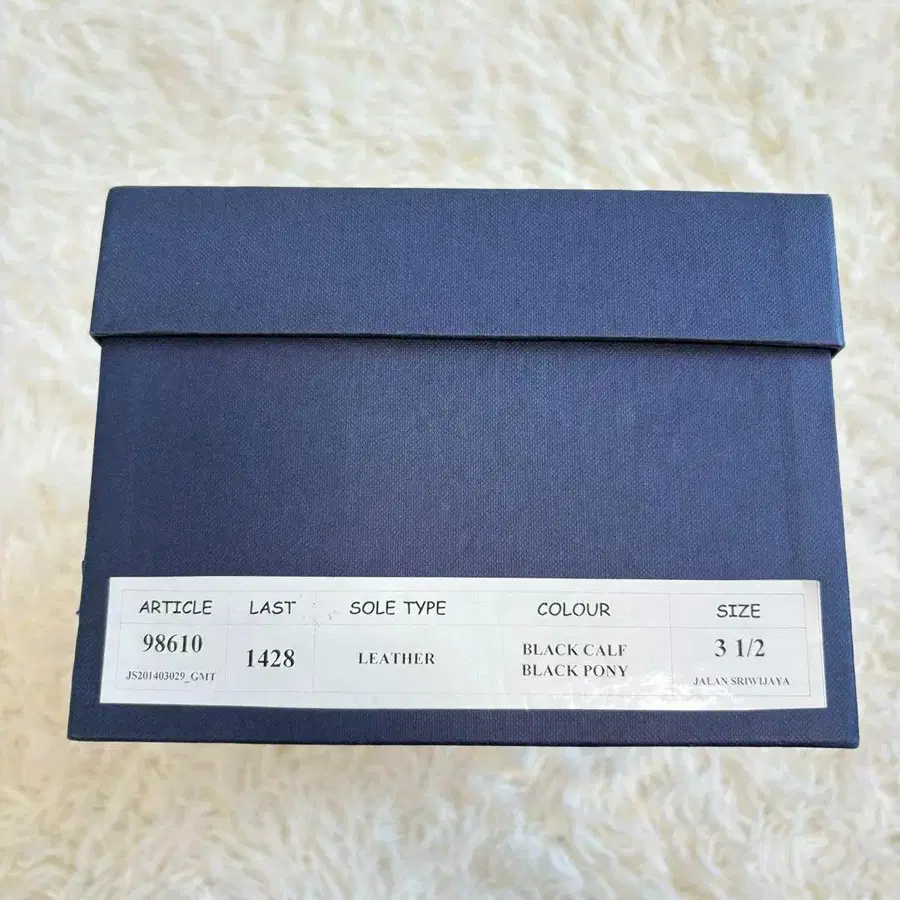 ARTICLE LAST SOLE TYPE COLOUR SIZE
98610 1428 LEATHER BLACK CALF 3 1/2
BLACK PONY
JS201403029_GMT JALAN SRIWIJAYA